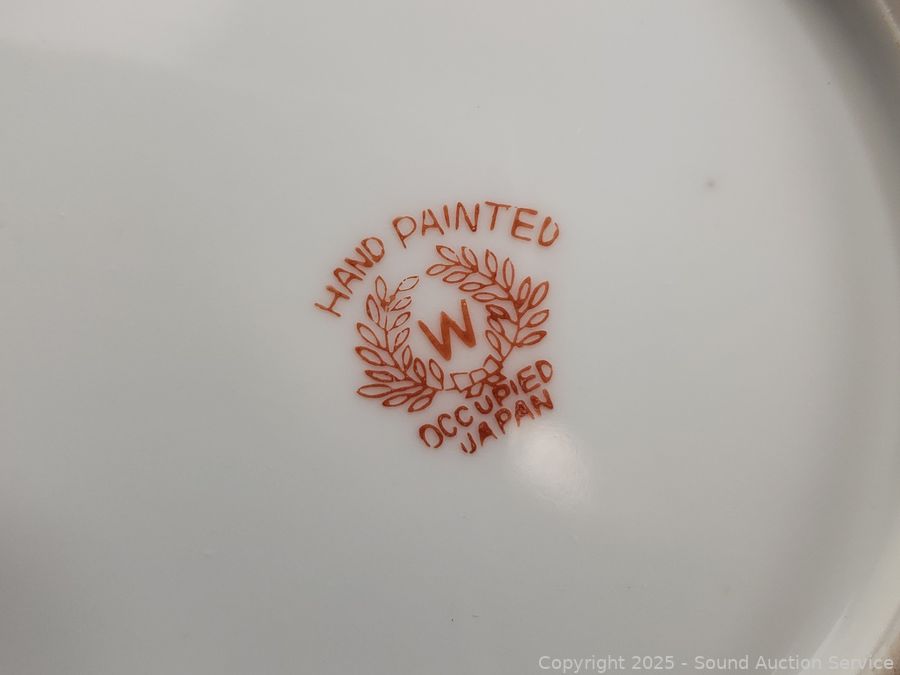 HAND PAINTED
W
OCCUPIED
JAPAN
Copyright 2025 - Sound Auction Service